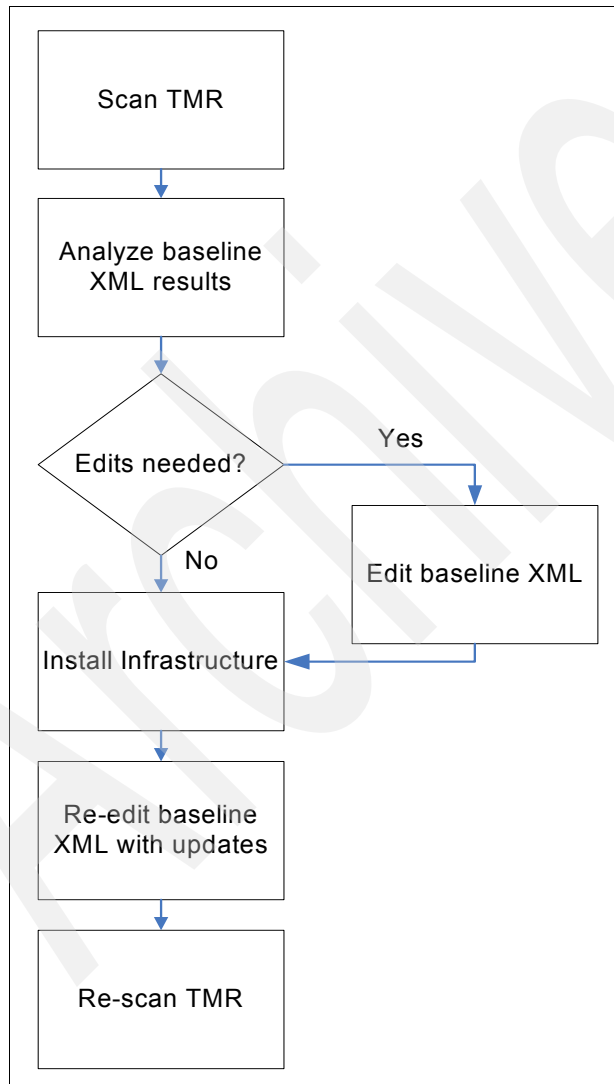 Scan TMR
Analyze baseline
XML results
Edits needed?
Yes
Edit baseline XML
No
Install Infrastructure
Re-edit baseline
XML with updates
Re-scan TMR
Archive